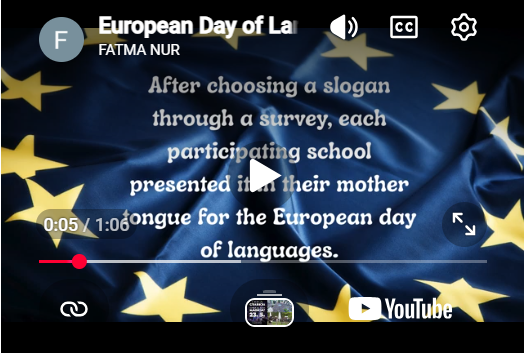 European Day of La
F
FATMA NUR
CC
After choosing a slogan
through a survey, each
participating school
presented it in their mother
tongue for the European day
of languages.
0:05 / 1:06
YouTube